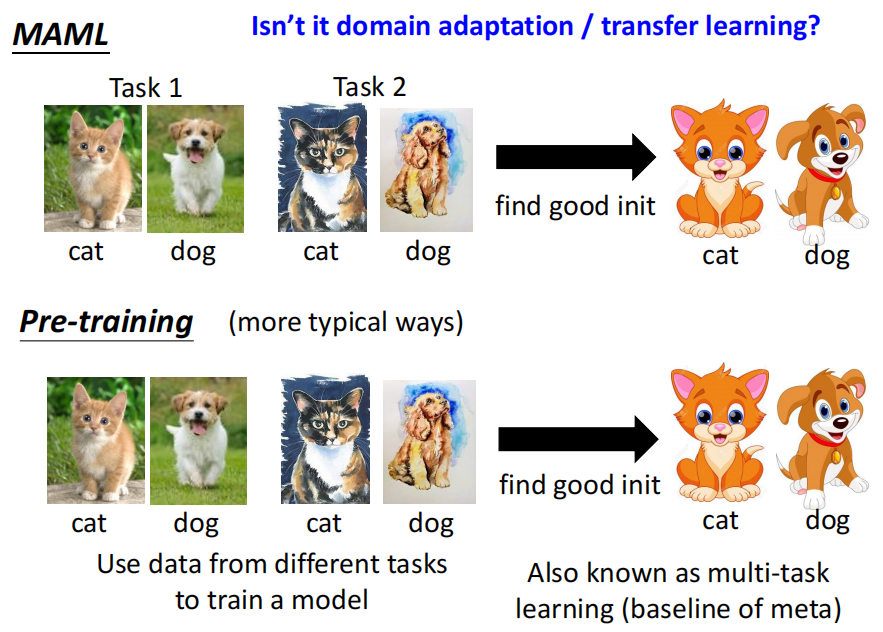 MAML
Isn't it domain adaptation / transfer learning?
Task 1
Task 2
cat
dog
cat
dog
find good init
cat
dog
Pre-training
(more typical ways)
cat
dog
cat
dog
find good init
cat
dog
Use data from different tasks
to train a model
Also known as multi-task
learning (baseline of meta)